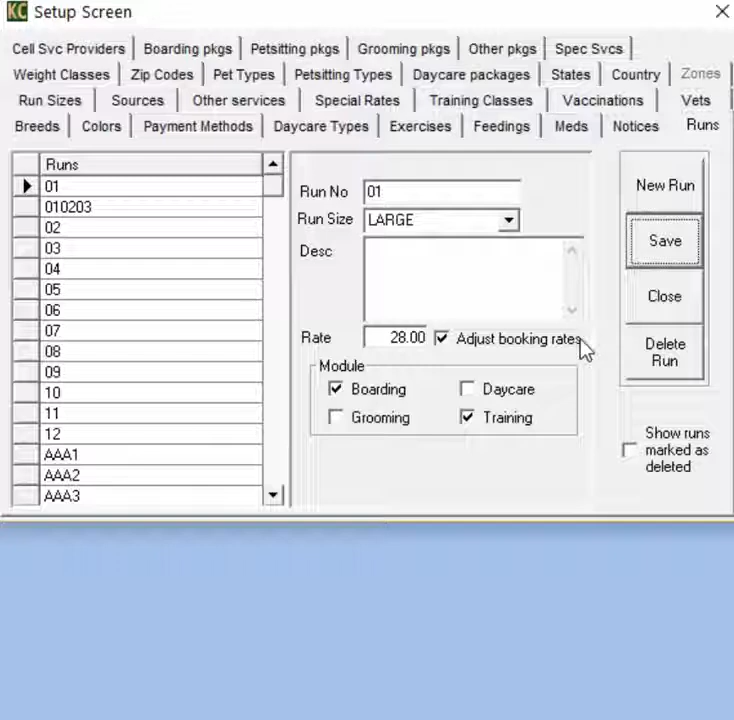 KC Setup Screen
Cell Svc Providers Boarding pkgs Petsitting pkgs Grooming pkgs Other pkgs Spec Svcs
Weight Classes Zip Codes Pet Types Petsitting Types Daycare packages States Country Zones
Run Sizes Sources Other services Special Rates Training Classes Vaccinations Vets
Breeds Colors Payment Methods Daycare Types Exercises Feedings Meds Notices Runs
Runs
01
010203
02
03
04
05
06
07
08
09
10
11
12
AAA1
AAA2
AAA3
Run No 01
Run Size LARGE
Desc
Rate 28.00 Adjust booking rates
Module
Boarding Daycare
Grooming Training
New Run
Save
Close
Delete
Run
Show runs
marked as
deleted